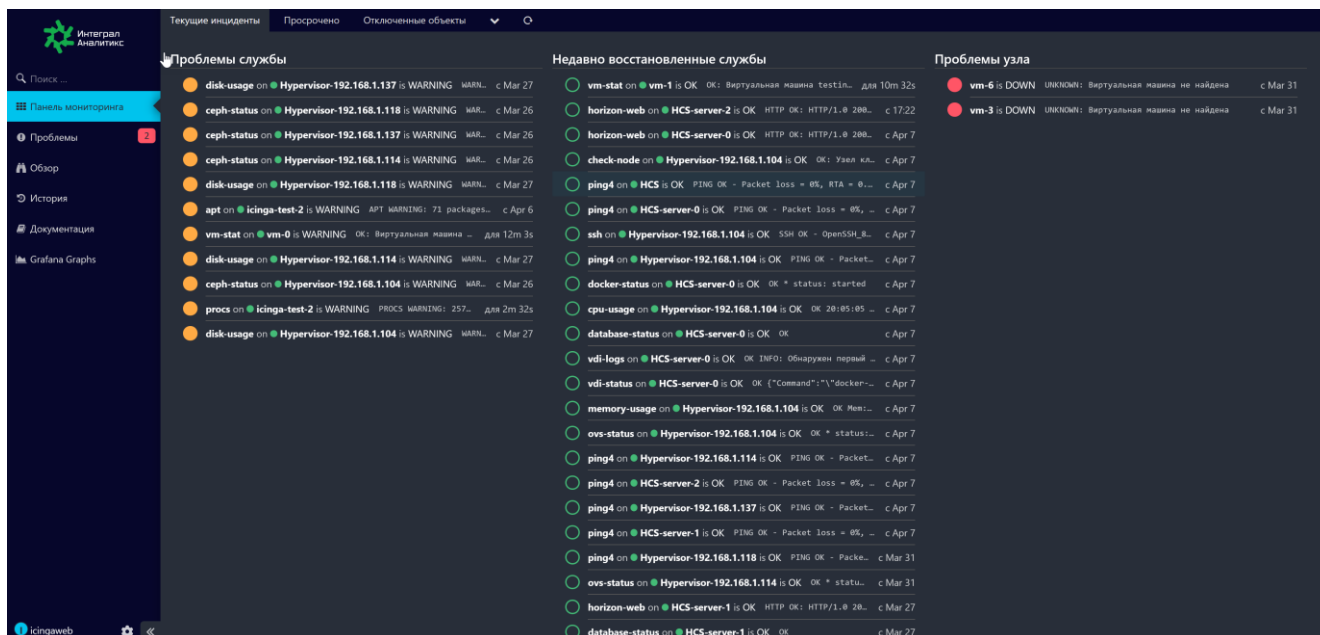 Интеграл
Аналитикс
Поиск ...
Панель мониторинга
Проблемы 2
Обзор
История
Документация
Grafana Graphs
icingaweb
Текущие инциденты Просрочено Отключенные объекты
Проблемы службы
disk-usage on Hypervisor-192.168.1.137 is WARNING WARN… с Mar 27
ceph-status on Hypervisor-192.168.1.118 is WARNING WAR… с Mar 26
ceph-status on Hypervisor-192.168.1.137 is WARNING WAR… с Mar 26
ceph-status on Hypervisor-192.168.1.114 is WARNING WAR… с Mar 26
disk-usage on Hypervisor-192.168.1.118 is WARNING WARN… с Mar 27
apt on icinga-test-2 is WARNING APT WARNING: 71 packages… с Apr 6
vm-stat on vm-0 is WARNING OK: Виртуальная машина … для 12m 3s
disk-usage on Hypervisor-192.168.1.114 is WARNING WARN… с Mar 27
ceph-status on Hypervisor-192.168.1.104 is WARNING WAR… с Mar 26
procs on icinga-test-2 is WARNING PROCS WARNING: 257… для 2m 32s
disk-usage on Hypervisor-192.168.1.104 is WARNING WARN… с Mar 27
Недавно восстановленные службы
vm-stat on vm-1 is OK OK: Виртуальная машина testin… для 10m 32s
horizon-web on HCS-server-2 is OK HTTP OK: HTTP/1.0 200… с 17:22
horizon-web on HCS-server-0 is OK HTTP OK: HTTP/1.0 200… с Apr 7
check-node on Hypervisor-192.168.1.104 is OK OK: Узел кл… с Apr 7
ping4 on HCS is OK PING OK - Packet loss = 0%, RTA = 0.… с Apr 7
ping4 on HCS-server-0 is OK PING OK - Packet loss = 0%, … с Apr 7
ssh on Hypervisor-192.168.1.104 is OK SSH OK - OpenSSH_8… с Apr 7
ping4 on Hypervisor-192.168.1.104 is OK PING OK - Packet… с Apr 7
docker-status on HCS-server-0 is OK OK * status: started с Apr 7
cpu-usage on Hypervisor-192.168.1.104 is OK OK 20:05:05 … с Apr 7
database-status on HCS-server-0 is OK OK с Apr 7
vdi-logs on HCS-server-0 is OK OK INFO: Обнаружен первый … с Apr 7
vdi-status on HCS-server-0 is OK OK {"Command":"\"docker-… с Apr 7
memory-usage on Hypervisor-192.168.1.104 is OK OK Mem:… с Apr 7
ovs-status on Hypervisor-192.168.1.104 is OK OK * status:… с Apr 7
ping4 on Hypervisor-192.168.1.114 is OK PING OK - Packet… с Apr 7
ping4 on HCS-server-2 is OK PING OK - Packet loss = 0%, … с Apr 7
ping4 on Hypervisor-192.168.1.137 is OK PING OK - Packet… с Apr 7
ping4 on HCS-server-1 is OK PING OK - Packet loss = 0%, … с Apr 7
ping4 on Hypervisor-192.168.1.118 is OK PING OK - Packe… с Mar 31
ovs-status on Hypervisor-192.168.1.114 is OK OK * statu… с Mar 31
horizon-web on HCS-server-1 is OK HTTP OK: HTTP/1.0 20… с Mar 27
database-status on HCS-server-1 is OK OK с Mar 27
Проблемы узла
vm-6 is DOWN UNKNOWN: Виртуальная машина не найдена с Mar 31
vm-3 is DOWN UNKNOWN: Виртуальная машина не найдена с Mar 31